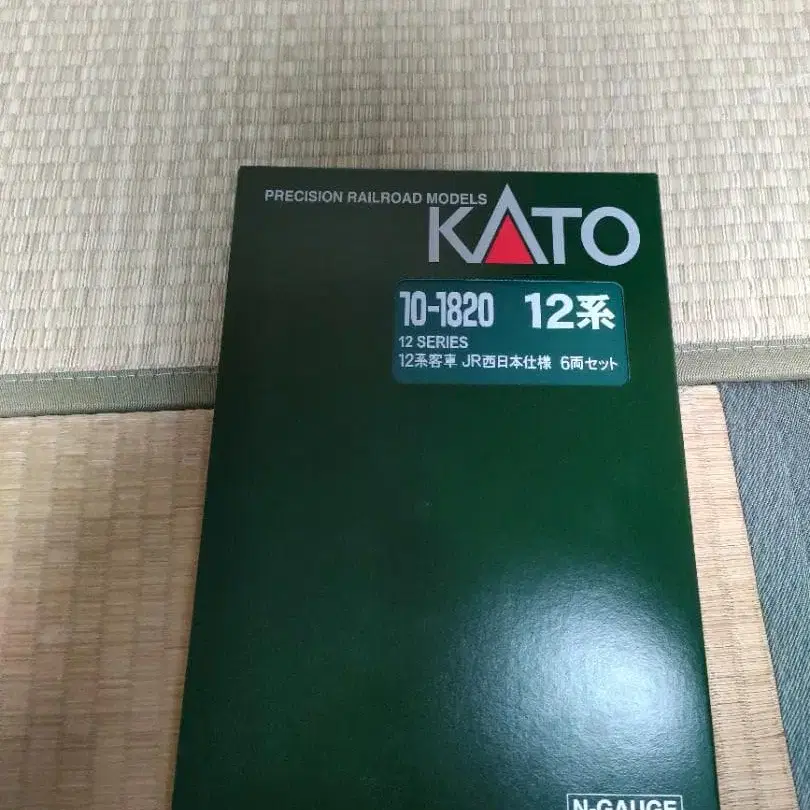 PRECISION RAILROAD MODELS
KATO
10-1820 12系
12 SERIES
12系客車 JR西日本仕様 6両セット
N-GAUGE